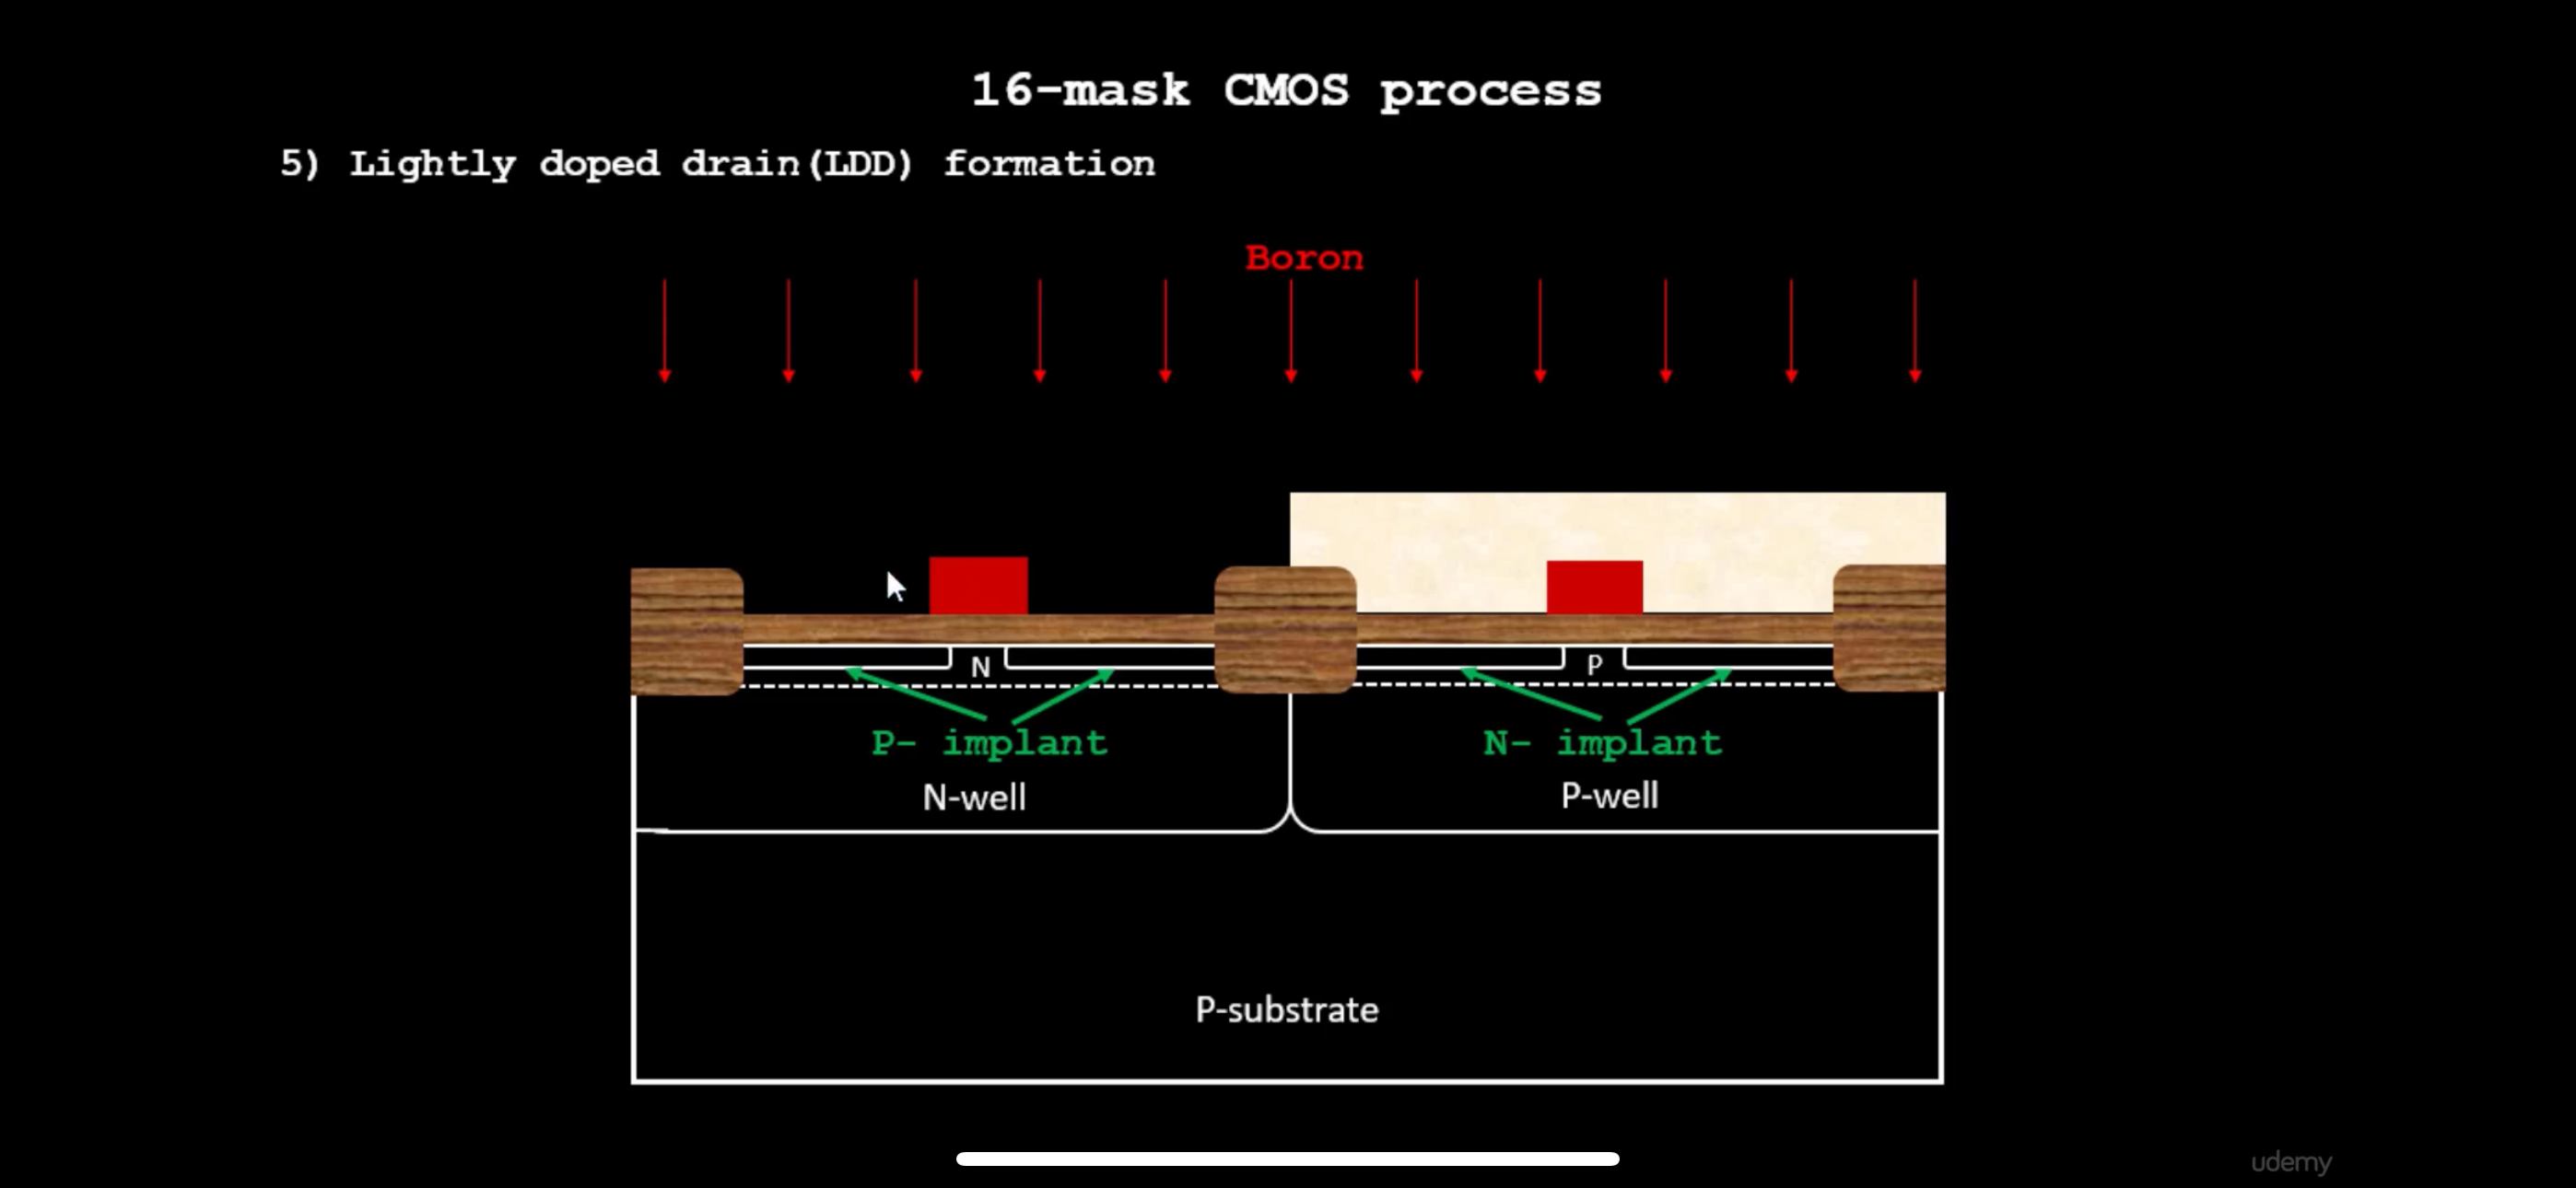 16-mask CMOS process
5) Lightly doped drain(LDD) formation
Boron
N
P
P- implant
N- implant
N-well
P-well
P-substrate
udemy